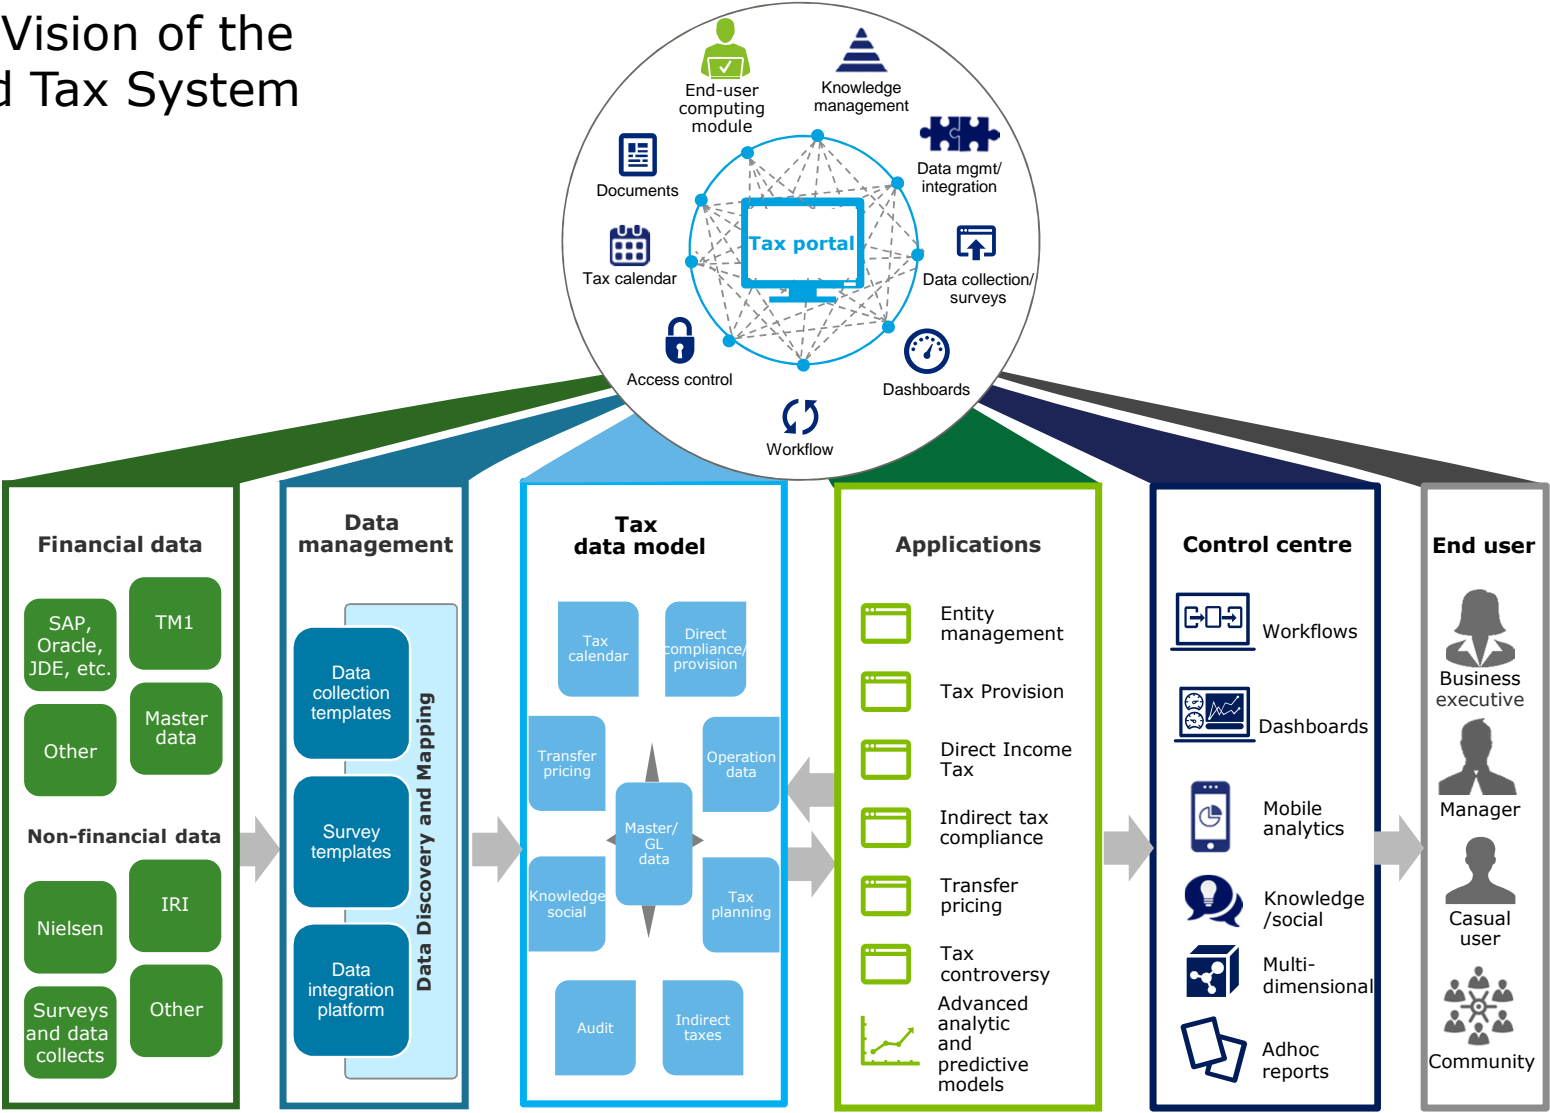 Vision of the
d Tax System
End-user
computing
module
Knowledge
management
Data mgmt/
integration
Documents
Tax portal
Tax calendar
Data collection/
surveys
Access control
Dashboards
Workflow
Financial data
SAP,
Oracle,
JDE, etc.
TM1
Other
Master
data
Non-financial data
Nielsen
IRI
Surveys
and data
collects
Other
Data
management
Data
collection
templates
Survey
templates
Data
integration
platform
Data Discovery and Mapping
Tax
data model
Tax
calendar
Direct
compliance/
provision
Transfer
pricing
Operation
data
Master/
GL
data
Knowledge
social
Tax
planning
Audit
Indirect
taxes
Applications
Entity
management
Tax Provision
Direct Income
Tax
Indirect tax
compliance
Transfer
pricing
Tax
controversy
Advanced
analytic
and
predictive
models
Control centre
Workflows
Dashboards
Mobile
analytics
Knowledge
/social
Multi-
dimensional
Adhoc
reports
End user
Business
executive
Manager
Casual
user
Community